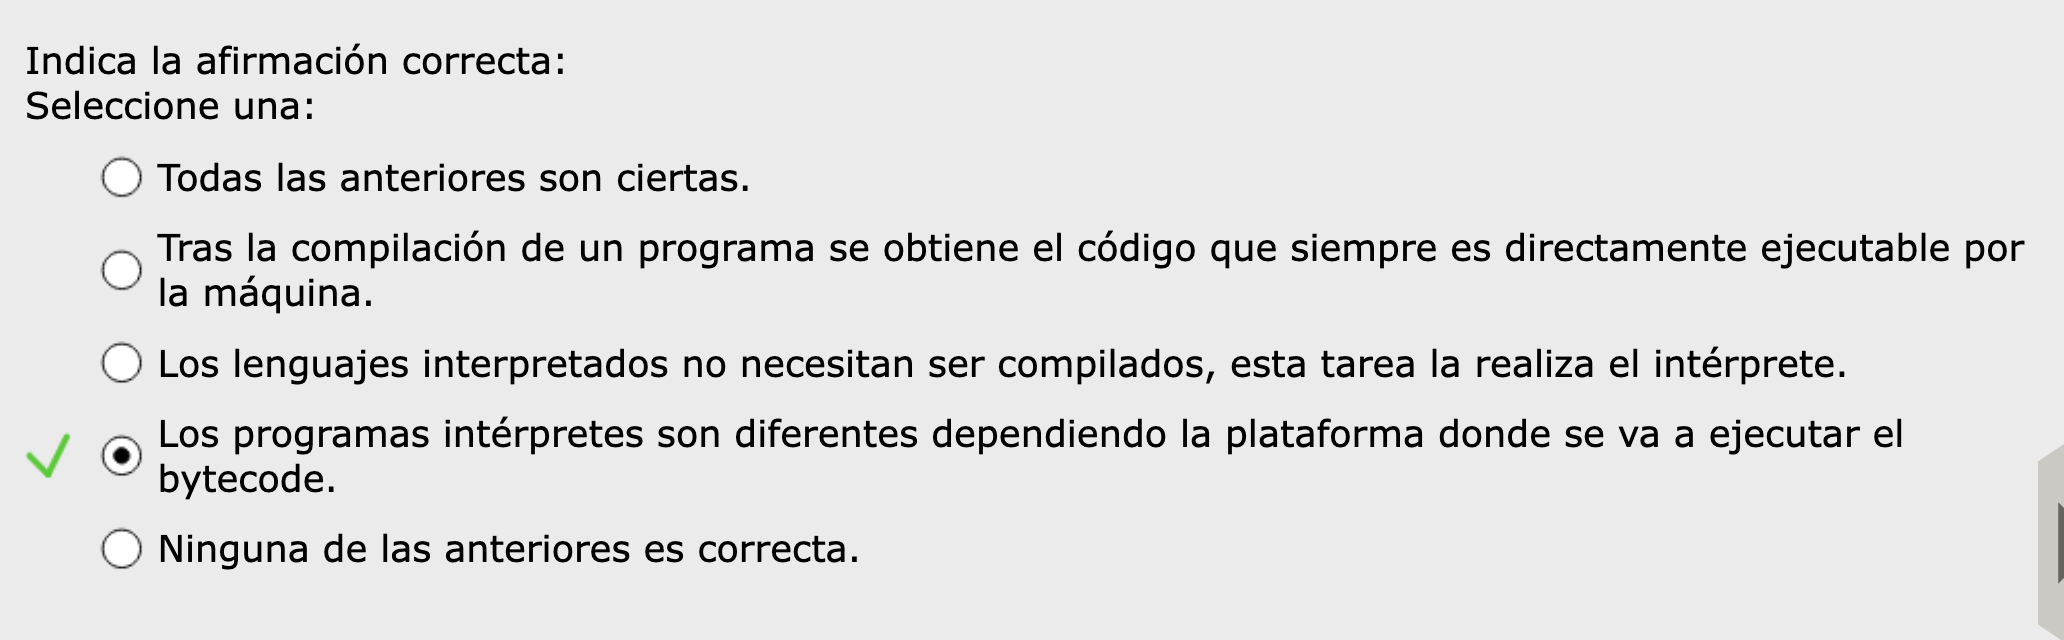 Indica la afirmación correcta:
Seleccione una:
Todas las anteriores son ciertas.
Tras la compilación de un programa se obtiene el código que siempre es directamente ejecutable por
la máquina.
Los lenguajes interpretados no necesitan ser compilados, esta tarea la realiza el intérprete.
Los programas intérpretes son diferentes dependiendo la plataforma donde se va a ejecutar el
bytecode.
Ninguna de las anteriores es correcta.